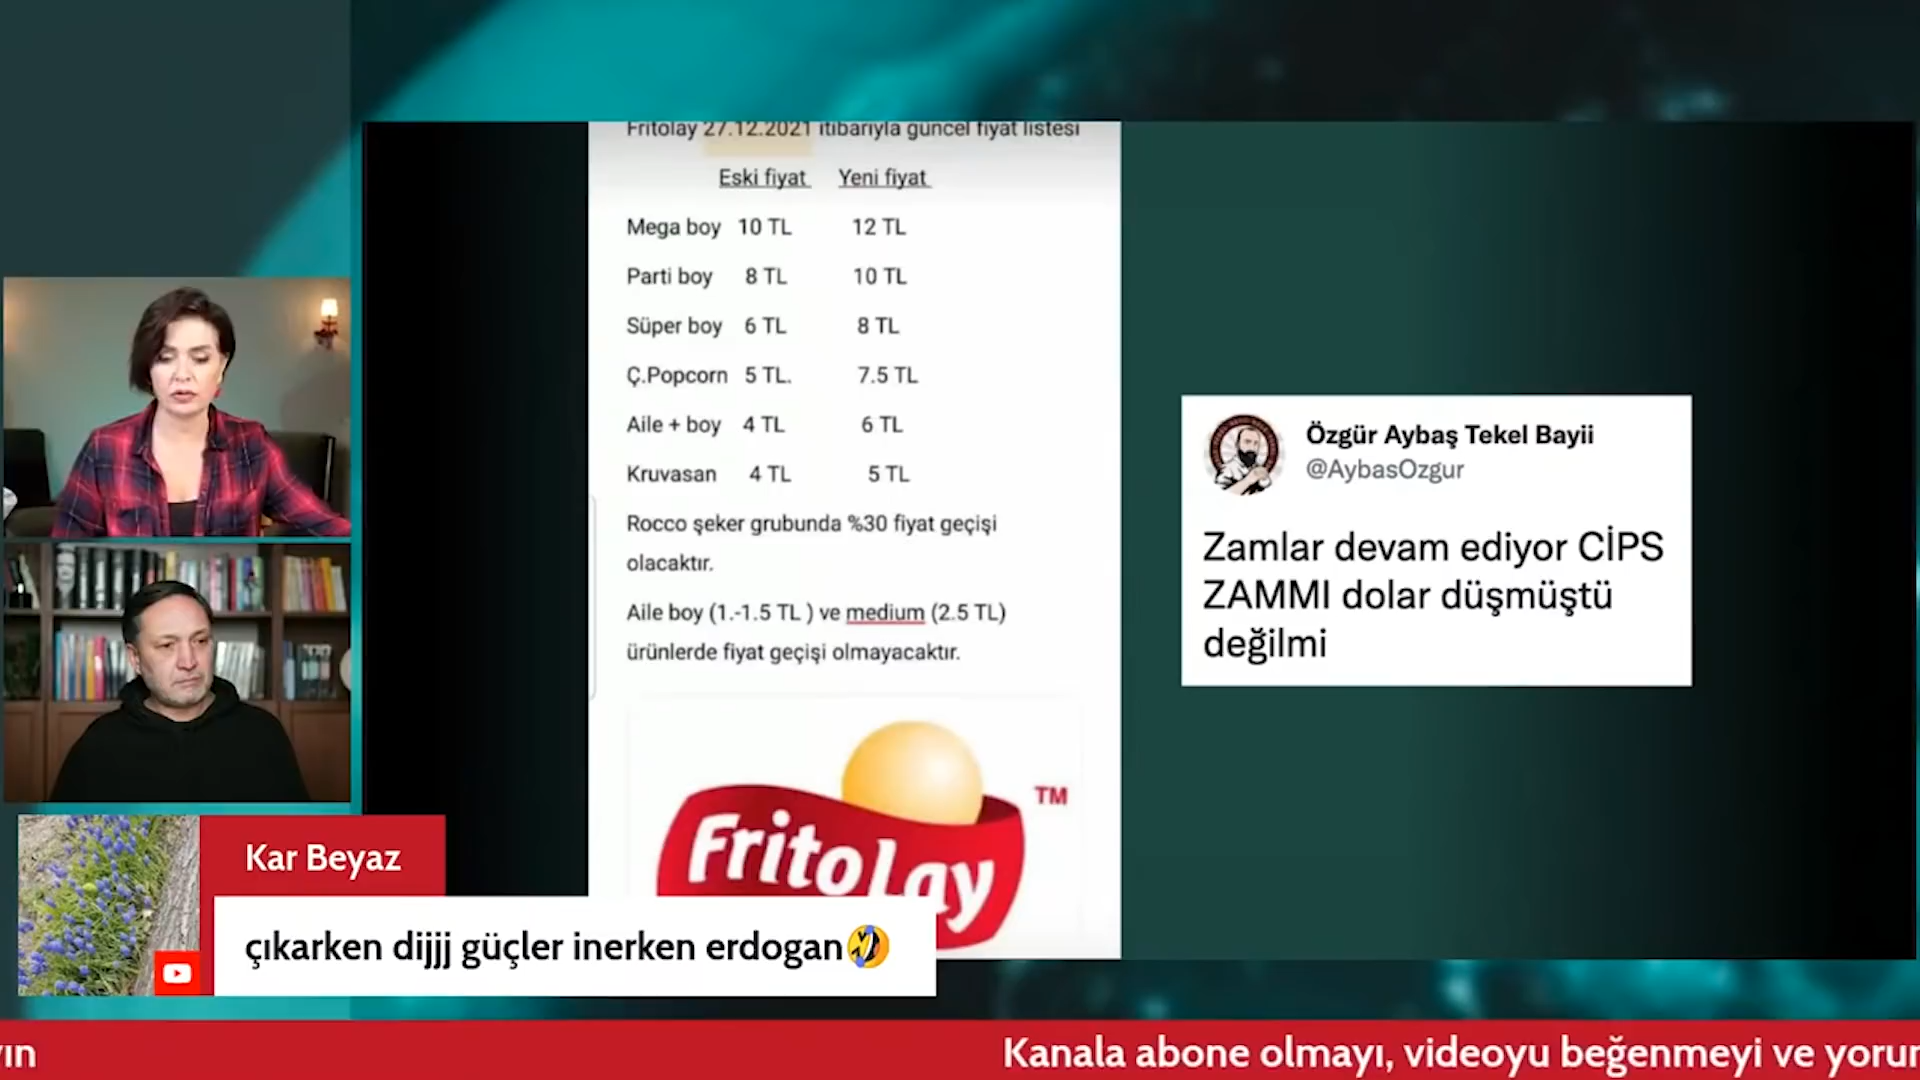 Fritolay 27.12.2021 itibarıyla güncel fiyat listesi
Eski fiyat Yeni fiyat
Mega boy 10 TL 12 TL
Parti boy 8 TL 10 TL
Süper boy 6 TL 8 TL
Ç.Popcorn 5 TL. 7.5 TL
Aile + boy 4 TL 6 TL
Kruvasan 4 TL 5 TL
Rocco şeker grubunda %30 fiyat geçişi
olacaktır.
Aile boy (1.-1.5 TL ) ve medium (2.5 TL)
ürünlerde fiyat geçişi olmayacaktır.
FritoLay TM
Özgür Aybaş Tekel Bayii
@AybasOzgur
Zamlar devam ediyor CİPS
ZAMMI dolar düşmüştü
değilmi
Kar Beyaz
çıkarken dijjj güçler inerken erdogan🤣
Kanala abone olmayı, videoyu beğenmeyi ve